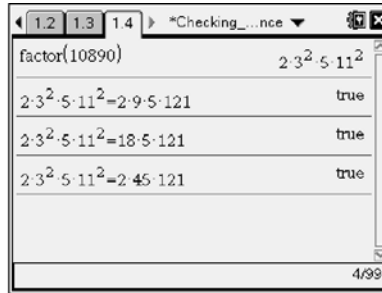 1.2 1.3 1.4 *Checking_...nce
factor(10890) 2·3²·5·11²
2·3²·5·11²=2·9·5·121 true
2·3²·5·11²=18·5·121 true
2·3²·5·11²=2·45·121 true
4/99